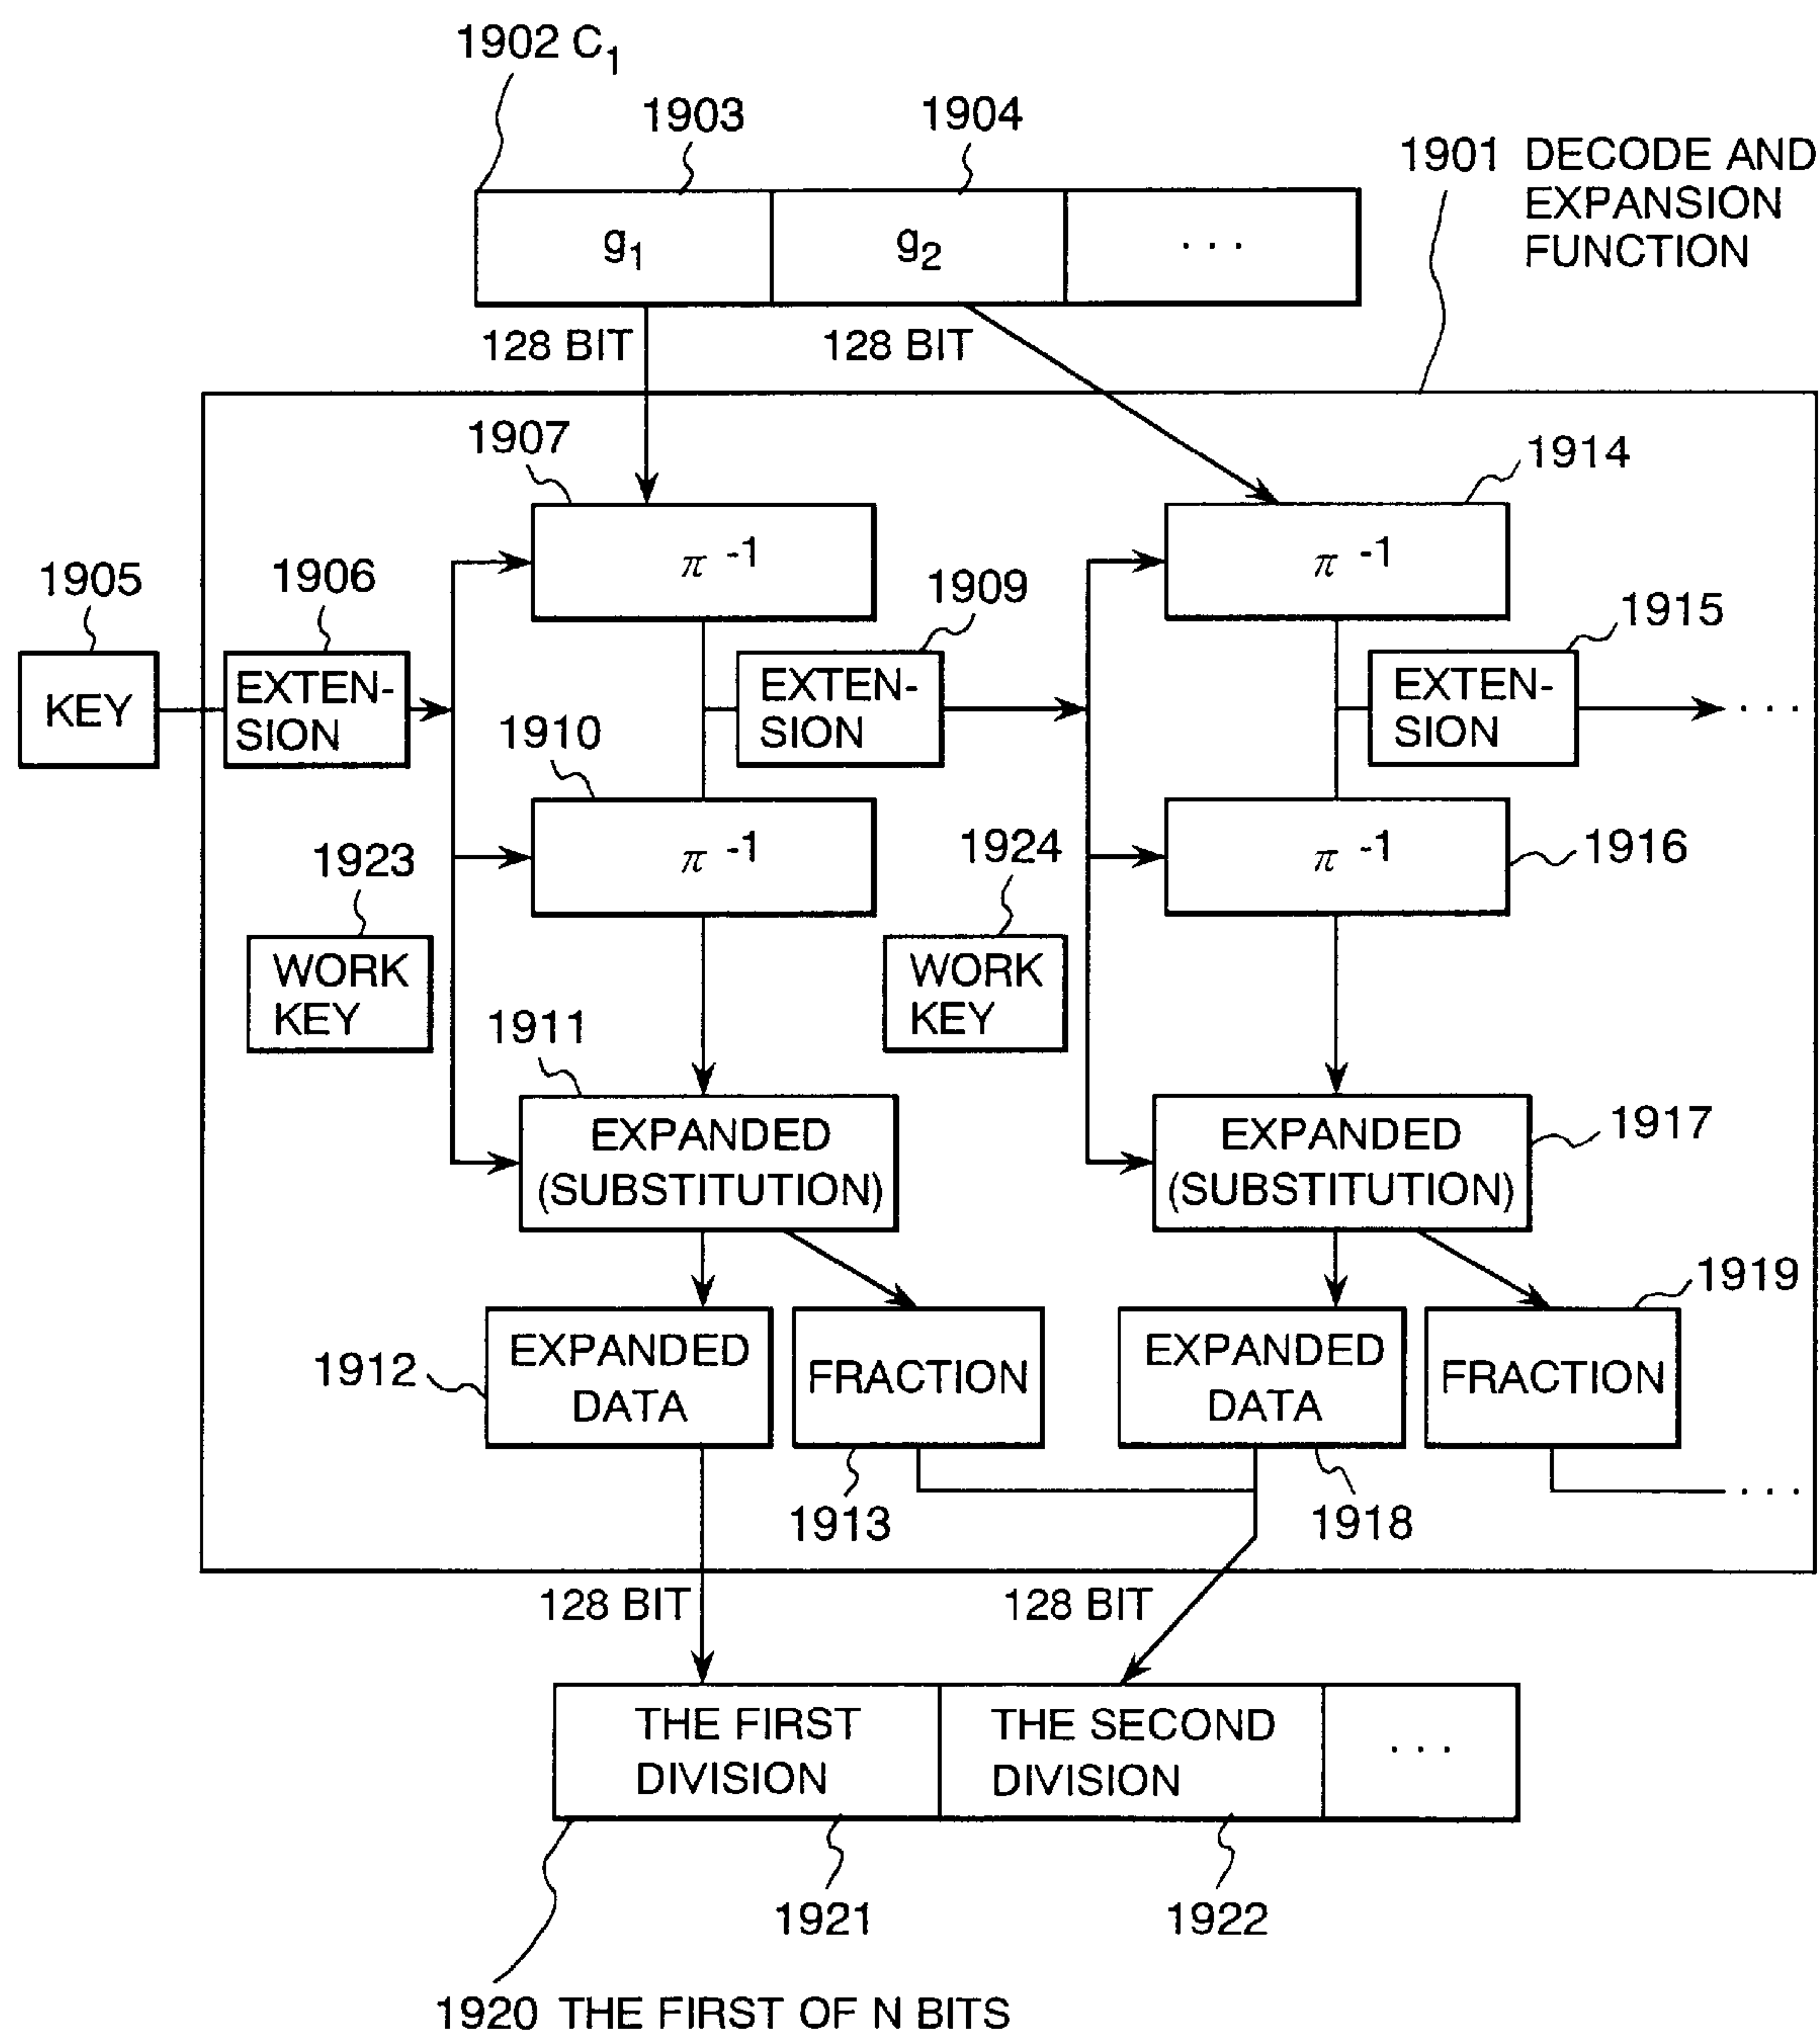 1902 C₁
1903
1904
1901 DECODE AND
EXPANSION
FUNCTION
g₁
g₂
· · ·
128 BIT
128 BIT
1907
1914
π⁻¹
π⁻¹
1905
1906
1909
1915
KEY
EXTEN-
SION
EXTEN-
SION
EXTEN-
SION
· · ·
1910
π⁻¹
π⁻¹
1916
1923
1924
WORK
KEY
WORK
KEY
1911
EXPANDED
(SUBSTITUTION)
EXPANDED
(SUBSTITUTION)
1917
1919
1912
EXPANDED
DATA
FRACTION
EXPANDED
DATA
FRACTION
· · ·
1913
1918
128 BIT
128 BIT
THE FIRST
DIVISION
THE SECOND
DIVISION
· · ·
1921
1922
1920 THE FIRST OF N BITS